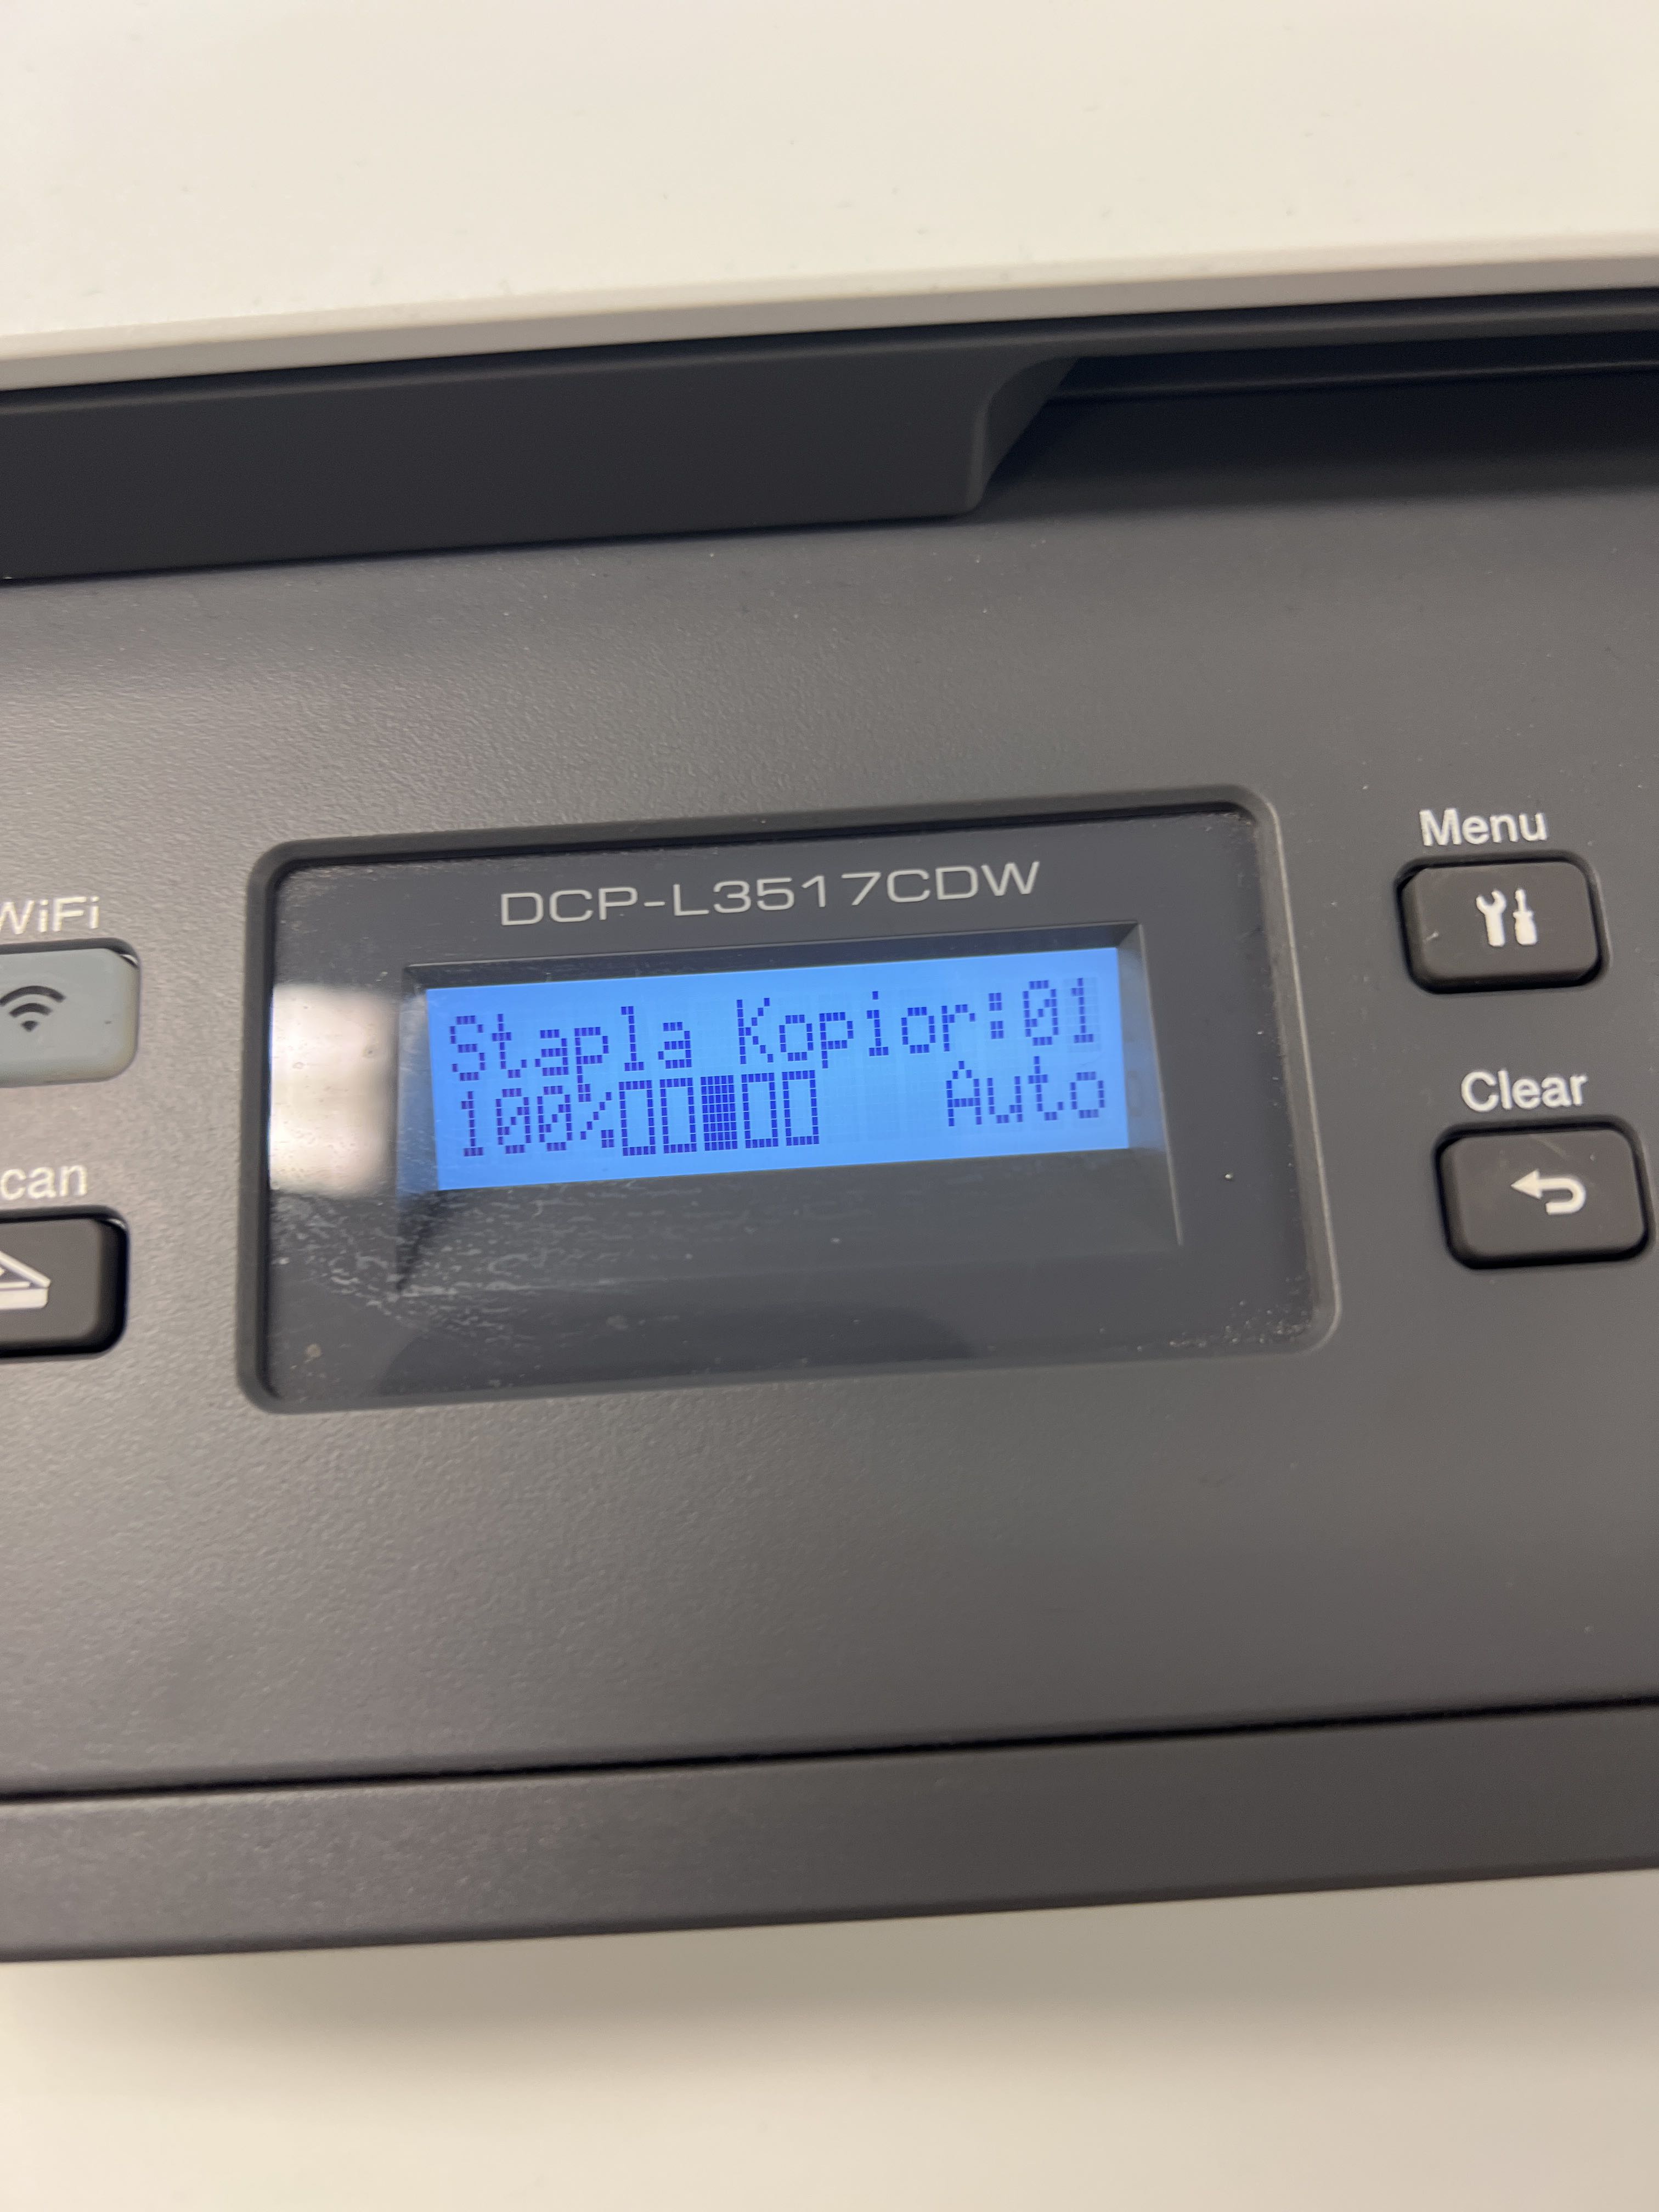 DCP-L3517CDW
Stapla Kopior:01
100%□□■□□ Auto
WiFi
can
Menu
Clear